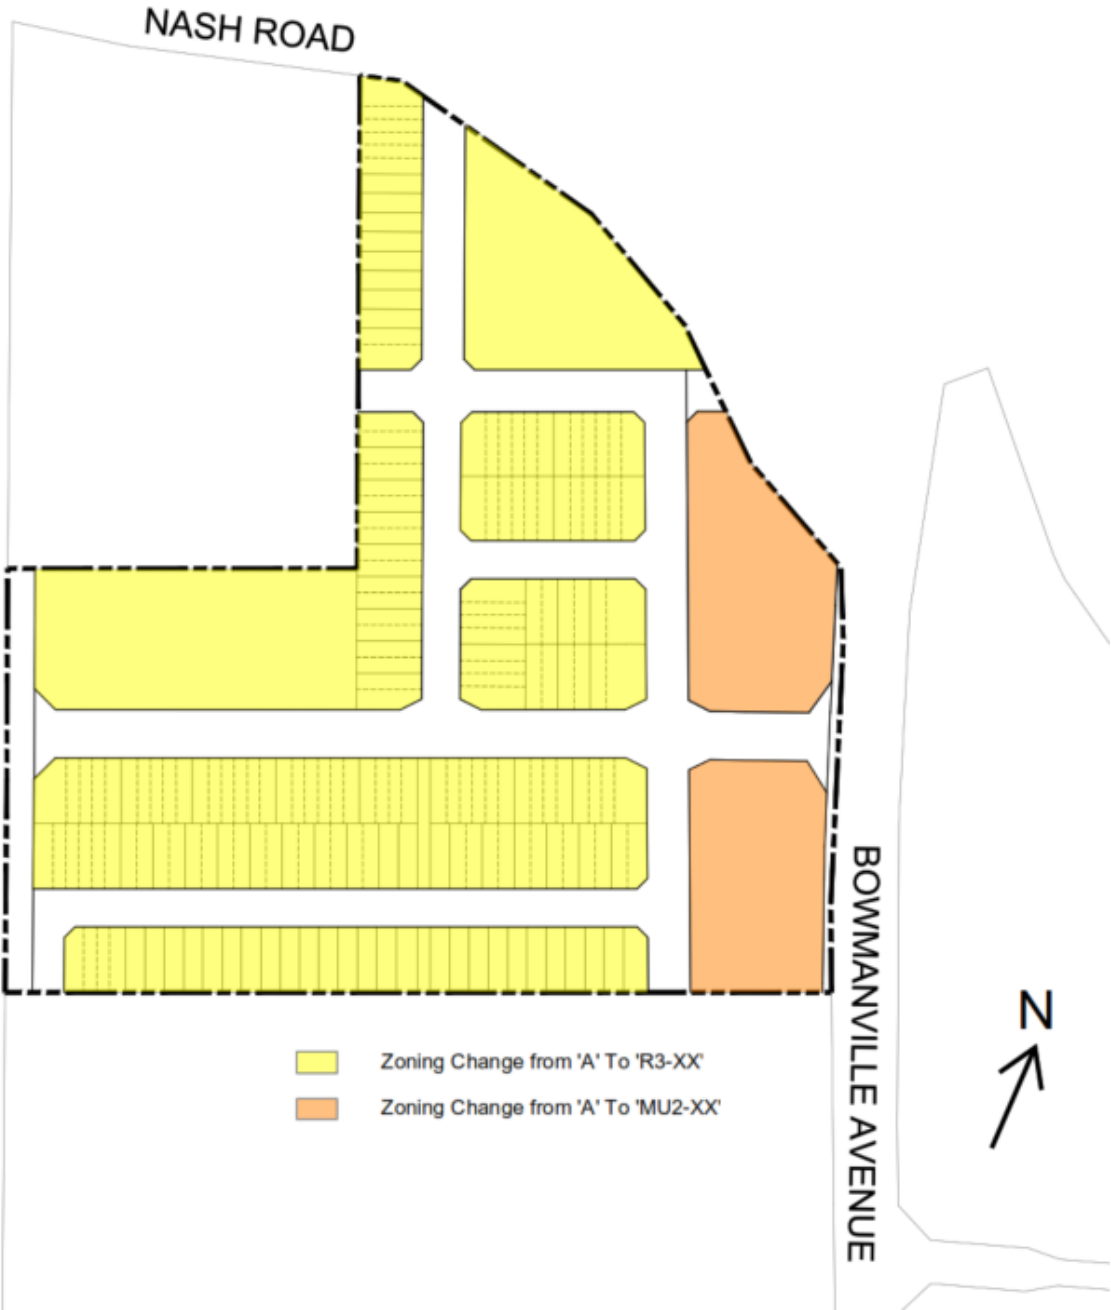 NASH ROAD
BOWMANVILLE AVENUE
N
Zoning Change from 'A' To 'R3-XX'
Zoning Change from 'A' To 'MU2-XX'